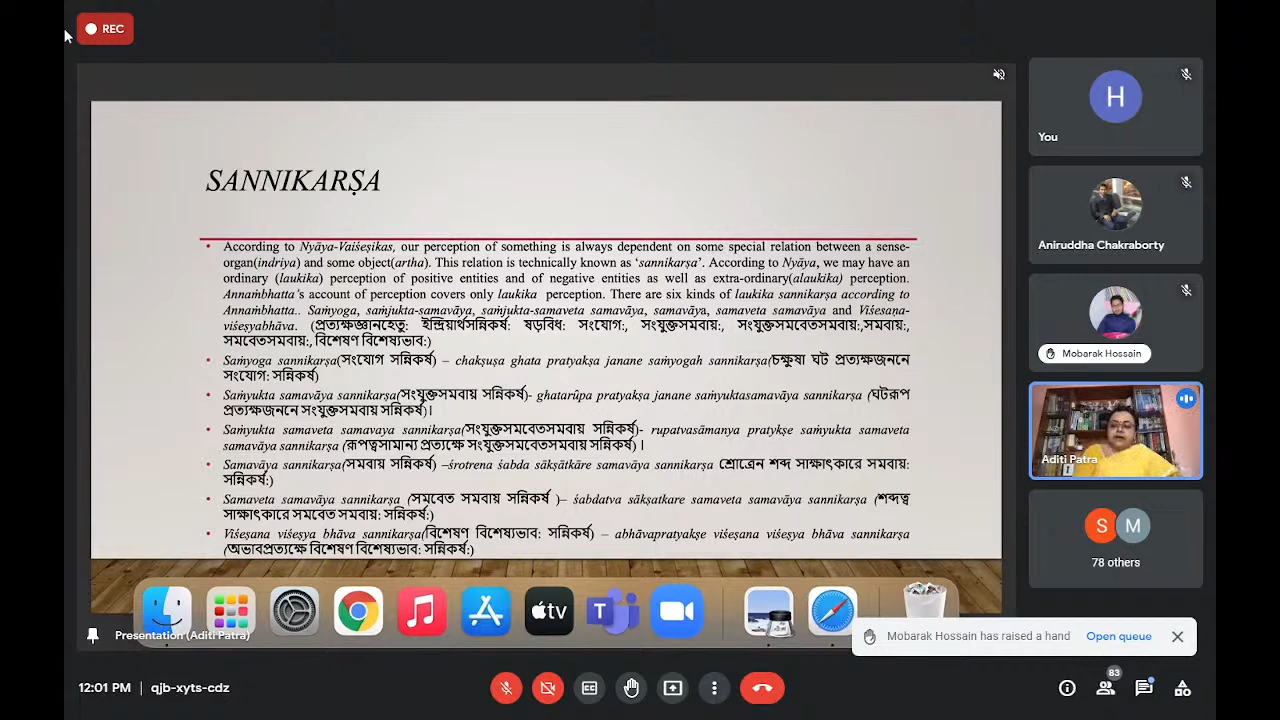 REC
SANNIKARṢA
• According to Nyāya-Vaiśeṣikas, our perception of something is always dependent on some special relation between a sense-
organ(indriya) and some object(artha). This relation is technically known as ‘sannikarṣa’. According to Nyāya, we may have an
ordinary (laukika) perception of positive entities and of negative entities as well as extra-ordinary(alaukika) perception.
Annaṁbhatta’s account of perception covers only laukika perception. There are six kinds of laukika sannikarṣa according to
Annaṁbhatta.. Saṁyoga, saṁjukta-samavāya, saṁjukta-samaveta samavāya, samavāya, samaveta samavāya and Viśesaṇa-
viśeṣyabhāva. (প্রত্যক্ষজ্ঞানহেতু: ইন্দ্রিয়ার্থসন্নিকর্ষ: ষড়বিধ: সংযোগ:, সংযুক্তসমবায়:, সংযুক্তসমবেতসমবায়:,সমবায়:,
সমবেতসমবায়:, বিশেষণ বিশেষ্যভাব:)
• Saṁyoga sannikarṣa(সংযোগ সন্নিকর্ষ) – chakṣuṣa ghata pratyakṣa janane saṁyogah sannikarṣa(চক্ষুষা ঘট প্রত্যক্ষজননে
সংযোগ: সন্নিকর্ষ)
• Saṁyukta samavāya sannikarṣa(সংযুক্তসমবায় সন্নিকর্ষ)- ghatarûpa pratyakṣa janane saṁyuktasamavāya sannikarṣa (ঘটরূপ
প্রত্যক্ষজননে সংযুক্তসমবায় সন্নিকর্ষ)।
• Saṁyukta samaveta samavaya sannikarṣa(সংযুক্তসমবেতসমবায় সন্নিকর্ষ)- rupatvasāmanya pratykṣe saṁyukta samaveta
samavāya sannikarṣa (রূপত্বসামান্য প্রত্যক্ষে সংযুক্তসমবেতসমবায় সন্নিকর্ষ) ।
• Samavāya sannikarṣa(সমবায় সন্নিকর্ষ) –śrotrena śabda sākṣātkāre samavāya sannikarṣa শ্রোত্রেন শব্দ সাক্ষাৎকারে সমবায়:
সন্নিকর্ষ:)
• Samaveta samavāya sannikarṣa (সমবেত সমবায় সন্নিকর্ষ )– śabdatva sākṣatkare samaveta samavāya sannikarṣa (শব্দত্ব
সাক্ষাৎকারে সমবেত সমবায়: সন্নিকর্ষ:)
• Viśeṣana viśeṣya bhāva sannikarṣa(বিশেষণ বিশেষ্যভাব: সন্নিকর্ষ) – abhāvapratyakṣe viśeṣana viśeṣya bhāva sannikarṣa
(অভাবপ্রত্যক্ষে বিশেষণ বিশেষ্যভাব: সন্নিকর্ষ:)
tv
T
Presentation (Aditi Patra)
H
You
Aniruddha Chakraborty
Mobarak Hossain
Aditi Patra
S M
78 others
Mobarak Hossain has raised a hand Open queue
12:01 PM | qjb-xyts-cdz
83